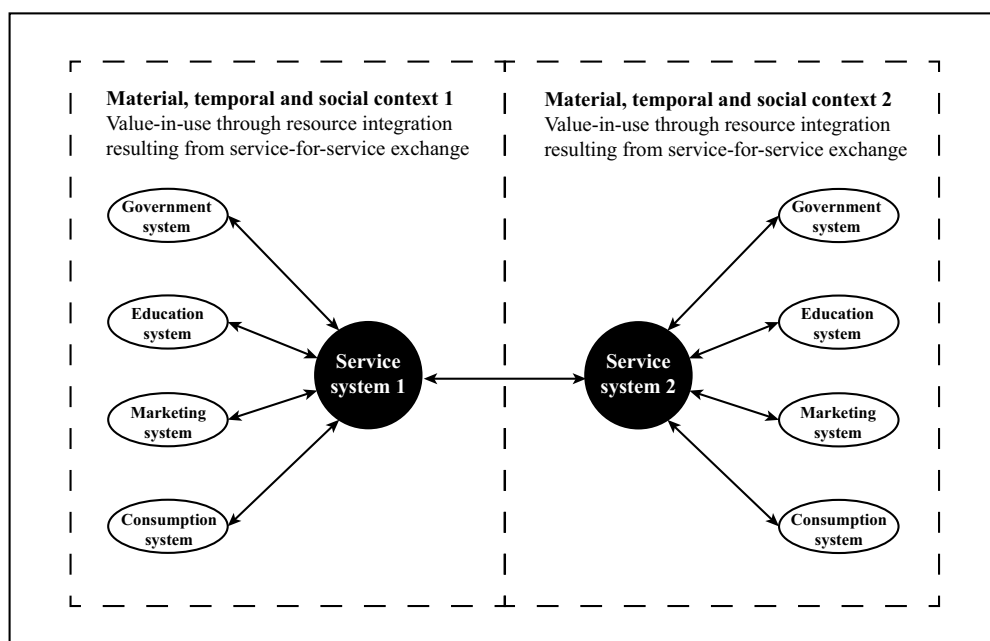 Material, temporal and social context 1
Value-in-use through resource integration
resulting from service-for-service exchange
Government
system
Education
system
Marketing
system
Consumption
system
Service
system 1
Material, temporal and social context 2
Value-in-use through resource integration
resulting from service-for-service exchange
Service
system 2
Government
system
Education
system
Marketing
system
Consumption
system